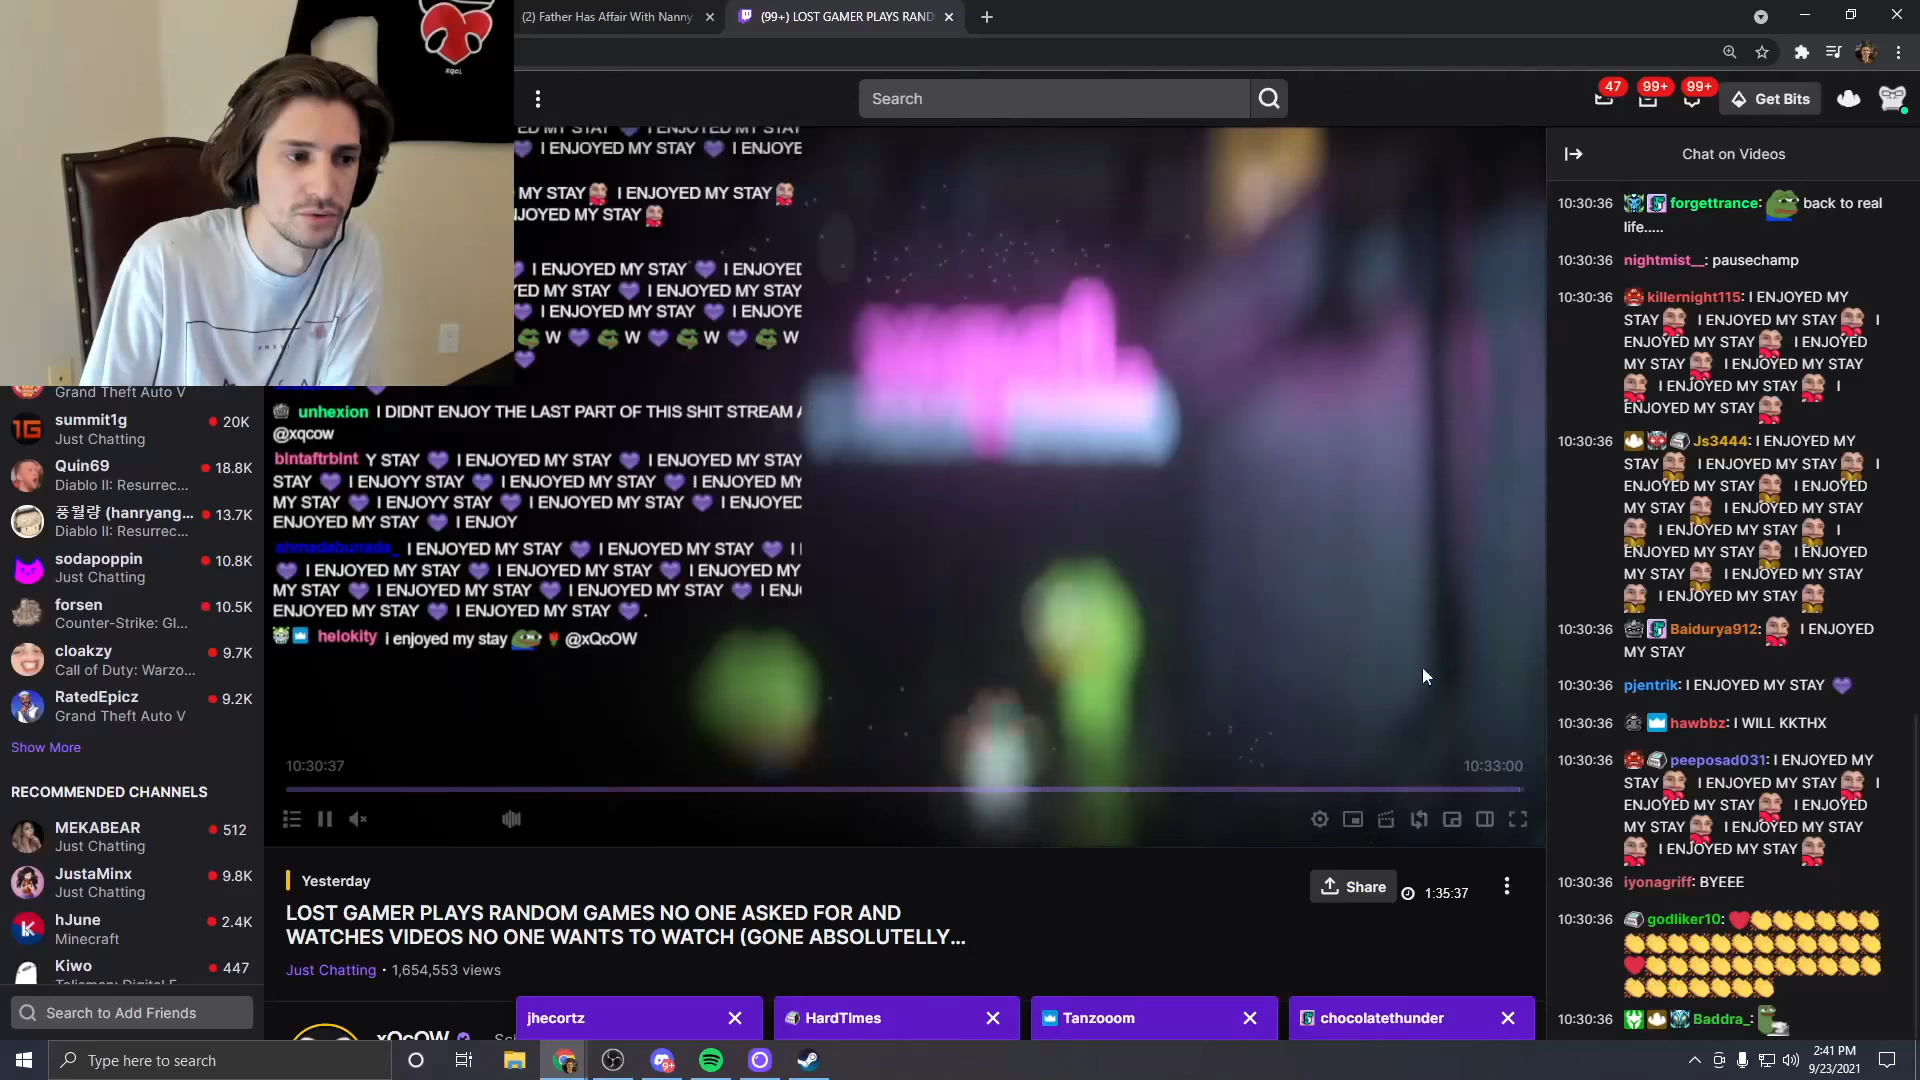 (2) Father Has Affair With Nanny
(99+) LOST GAMER PLAYS RAND
xqcL
Search
47
99+
99+
Get Bits
I ENJOYED MY STAY I ENJOYE
MY STAY I ENJOYED MY STAY
JOYED MY STAY
I ENJOYED MY STAY I ENJOYED
ED MY STAY I ENJOYED MY STAY
I ENJOYED MY STAY I ENJOYED
W W W W
unhexion I DIDNT ENJOY THE LAST PART OF THIS SHIT STREAM A
@xqcow
blntaftrblnt Y STAY I ENJOYED MY STAY I ENJOYED MY STAY
STAY I ENJOYY STAY I ENJOYED MY STAY I ENJOYED MY
MY STAY I ENJOYY STAY I ENJOYED MY STAY I ENJOYED
ENJOYED MY STAY I ENJOY
ahmadabunada_ I ENJOYED MY STAY I ENJOYED MY STAY I I
I ENJOYED MY STAY I ENJOYED MY STAY I ENJOYED MY
MY STAY I ENJOYED MY STAY I ENJOYED MY STAY I ENJ
ENJOYED MY STAY I ENJOYED MY STAY .
helokity i enjoyed my stay @xQcOW
10:30:37
10:33:00
Grand Theft Auto V
summit1g
20K
Just Chatting
Quin69
18.8K
Diablo II: Resurrec...
풍월량 (hanryang...
13.7K
Diablo II: Resurrec...
sodapoppin
10.8K
Just Chatting
forsen
10.5K
Counter-Strike: Gl...
cloakzy
9.7K
Call of Duty: Warzo...
RatedEpicz
9.2K
Grand Theft Auto V
Show More
RECOMMENDED CHANNELS
MEKABEAR
512
Just Chatting
JustaMinx
9.8K
Just Chatting
hJune
2.4K
Minecraft
Kiwo
447
Search to Add Friends
Yesterday
Share
1:35:37
LOST GAMER PLAYS RANDOM GAMES NO ONE ASKED FOR AND
WATCHES VIDEOS NO ONE WANTS TO WATCH (GONE ABSOLUTELLY...
Just Chatting • 1,654,553 views
xQcOW
jhecortz
HardTImes
Tanzooom
chocolatethunder
Chat on Videos
10:30:36 forgettrance: back to real
life.....
nightmist__: pausechamp
10:30:36 killernight115: I ENJOYED MY
STAY I ENJOYED MY STAY I
ENJOYED MY STAY I ENJOYED
MY STAY I ENJOYED MY STAY
I ENJOYED MY STAY I
ENJOYED MY STAY
10:30:36 Js3444: I ENJOYED MY
STAY I ENJOYED MY STAY I
ENJOYED MY STAY I ENJOYED
MY STAY I ENJOYED MY STAY
I ENJOYED MY STAY I
ENJOYED MY STAY I ENJOYED
MY STAY I ENJOYED MY STAY
I ENJOYED MY STAY
10:30:36 Baidurya912: I ENJOYED
MY STAY
10:30:36 pjentrik: I ENJOYED MY STAY
10:30:36 hawbbz: I WILL KKTHX
10:30:36 peeposad031: I ENJOYED MY
STAY I ENJOYED MY STAY I
ENJOYED MY STAY I ENJOYED
MY STAY I ENJOYED MY STAY
I ENJOYED MY STAY
10:30:36 iyonagriff: BYEEE
10:30:36 godliker10:
10:30:36 Baddra_:
Type here to search
2:41 PM
9/23/2021